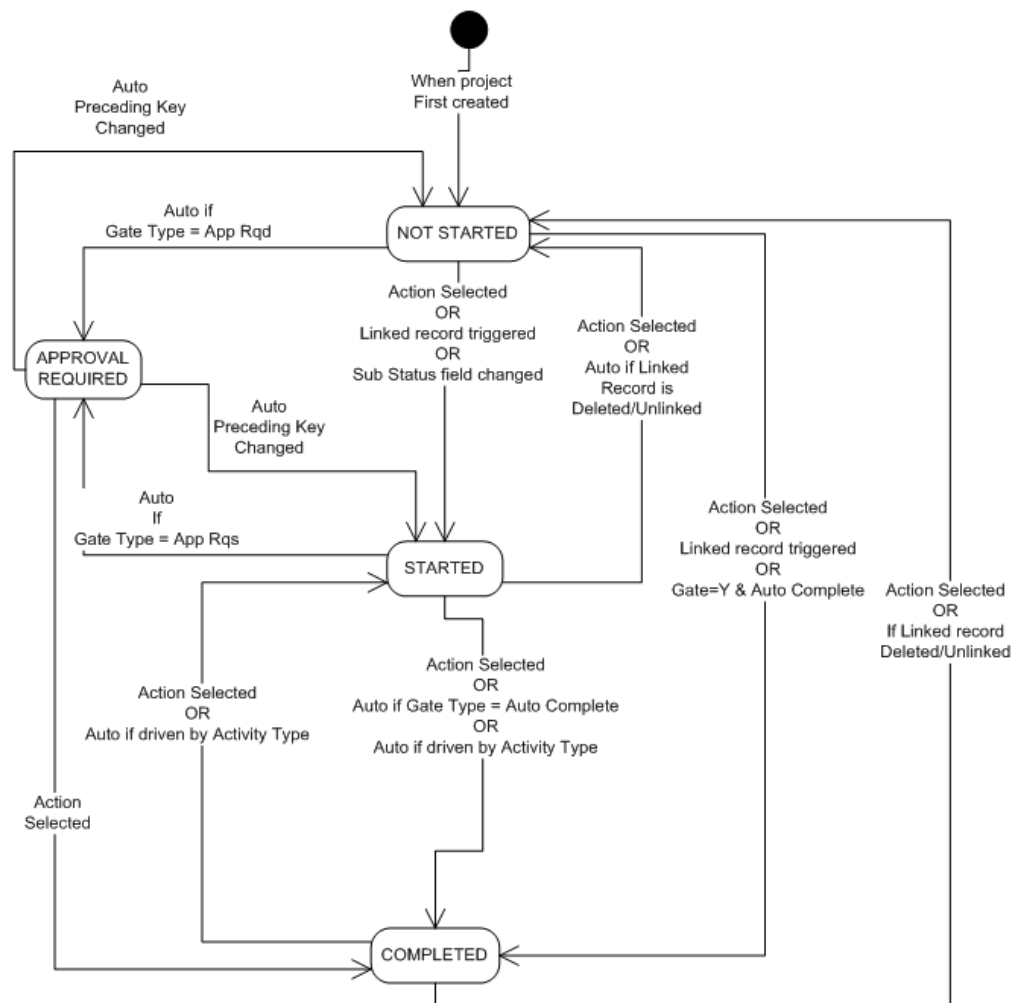 When project
First created
Auto
Preceding Key
Changed
Auto if
Gate Type = App Rqd
NOT STARTED
Action Selected
OR
Linked record triggered
OR
Sub Status field changed
Action Selected
OR
Auto if Linked
Record is
Deleted/Unlinked
APPROVAL
REQUIRED
Auto
Preceding Key
Changed
Auto
If
Gate Type = App Rqs
Action Selected
OR
Linked record triggered
OR
Gate=Y & Auto Complete
STARTED
Action Selected
OR
If Linked record
Deleted/Unlinked
Action Selected
OR
Auto if Gate Type = Auto Complete
OR
Auto if driven by Activity Type
Action Selected
OR
Auto if driven by Activity Type
Action
Selected
COMPLETED